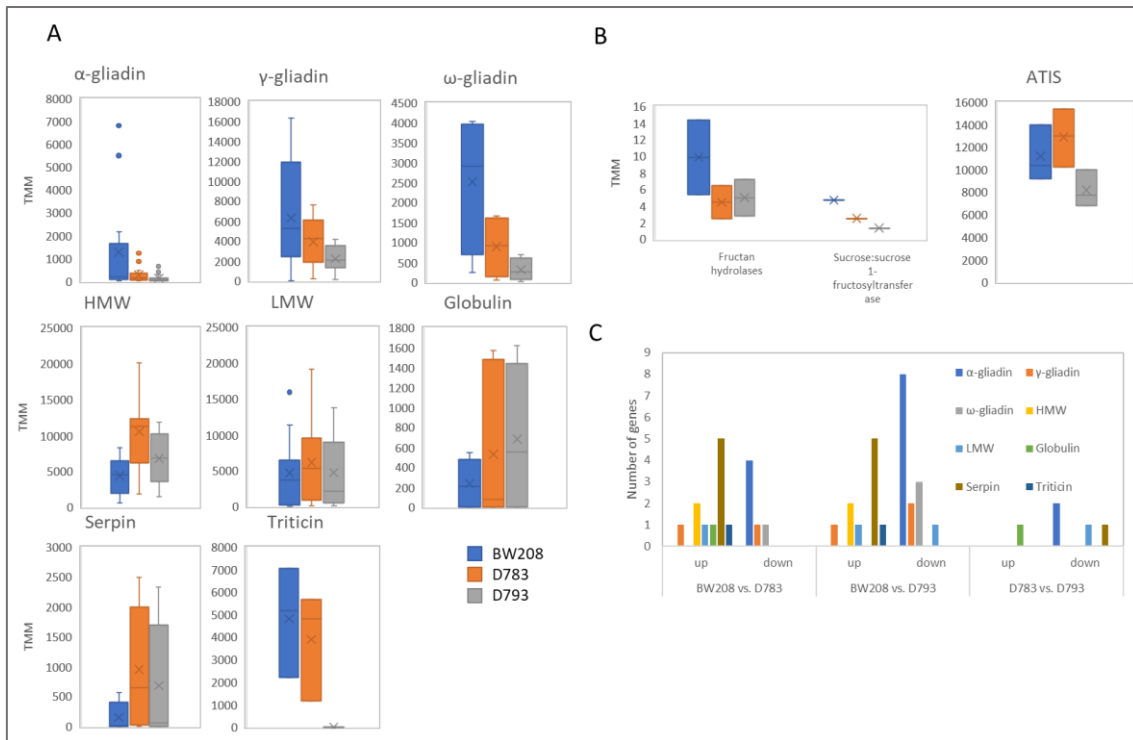 A
α-gliadin
γ-gliadin
ω-gliadin
TMM
8000
7000
6000
5000
4000
3000
2000
1000
0
18000
16000
14000
12000
10000
8000
6000
4000
2000
0
4500
4000
3500
3000
2500
2000
1500
1000
500
0
HMW
LMW
Globulin
TMM
25000
20000
15000
10000
5000
0
25000
20000
15000
10000
5000
0
1800
1600
1400
1200
1000
800
600
400
200
0
Serpin
Triticin
TMM
3000
2500
2000
1500
1000
500
0
8000
7000
6000
5000
4000
3000
2000
1000
0
BW208
D783
D793
B
ATIS
TMM
16
14
12
10
8
6
4
2
0
Fructan
hydrolases
Sucrose:sucrose
1-
fructosyltransfer
ase
16000
14000
12000
10000
8000
6000
4000
2000
0
C
Number of genes
9
8
7
6
5
4
3
2
1
0
α-gliadin
γ-gliadin
ω-gliadin
HMW
LMW
Globulin
Serpin
Triticin
up
down
up
down
up
down
BW208 vs. D783
BW208 vs. D793
D783 vs. D793